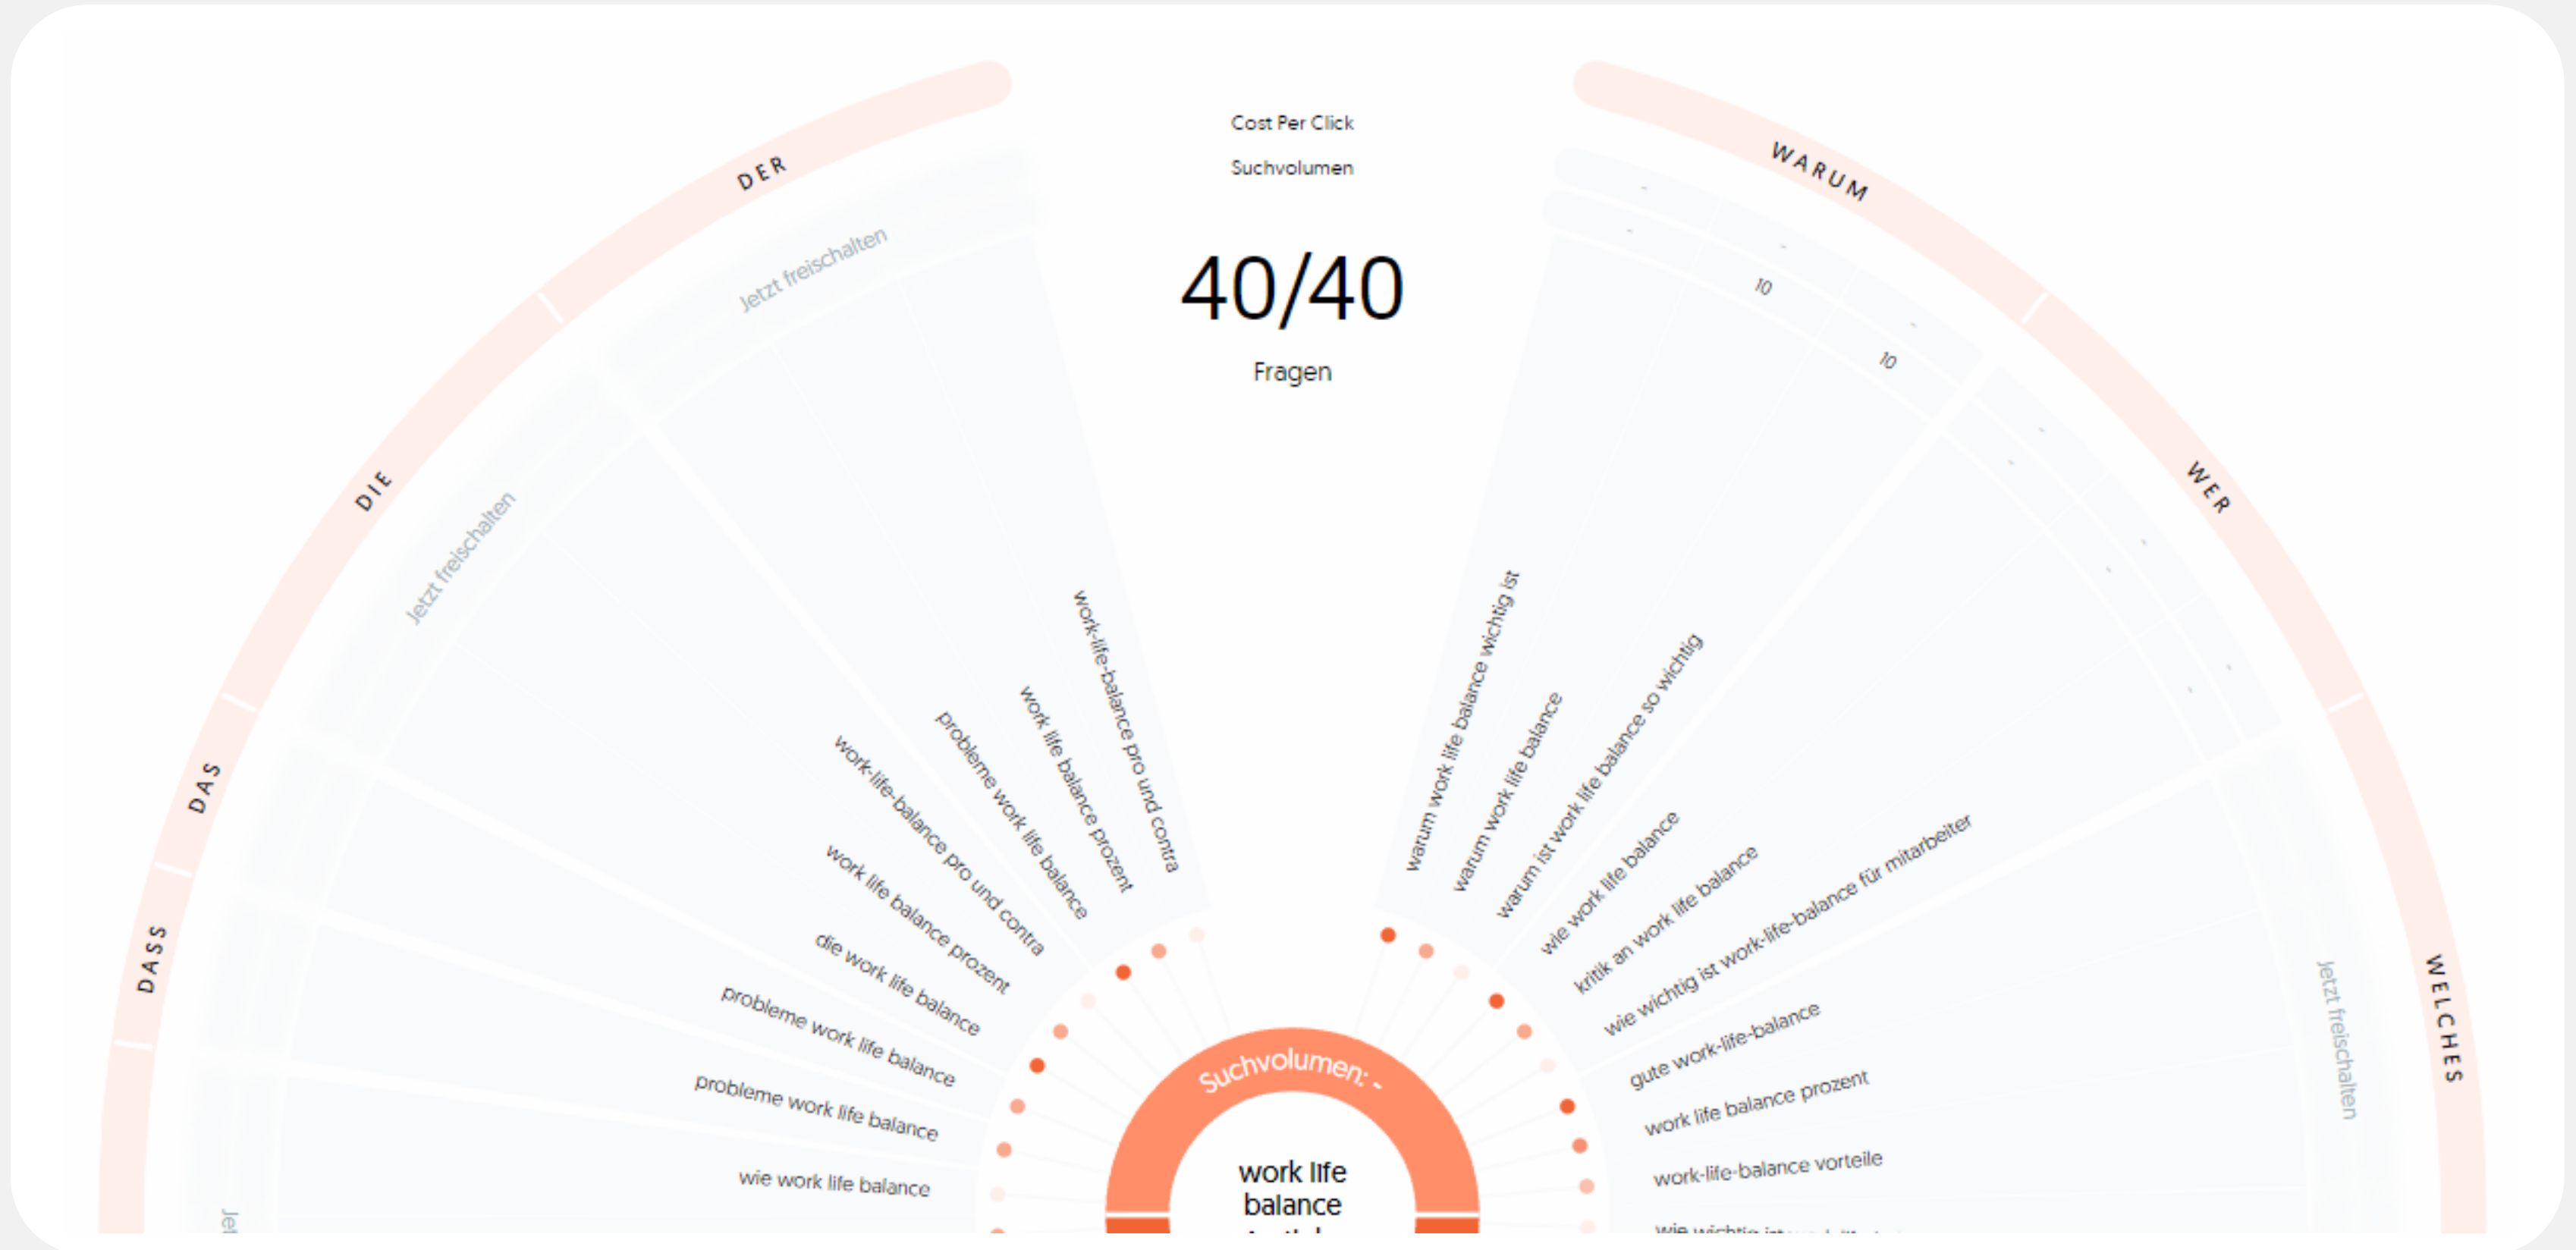 Cost Per Click
Suchvolumen
40/40
Fragen
WARUM
-
-
-
-
10
10
warum work life balance wichtig ist
warum work life balance
warum ist work life balance so wichtig
WER
-
-
-
-
-
-
wie work life balance
kritik an work life balance
wie wichtig ist work-life-balance für mitarbeiter
WELCHES
Jetzt freischalten
gute work-life-balance
work life balance prozent
work-life-balance vorteile
DER
Jetzt freischalten
work-life-balance pro und contra
work life balance prozent
probleme work life balance
DIE
Jetzt freischalten
work-life-balance pro und contra
work life balance prozent
die work life balance
DAS
probleme work life balance
DASS
probleme work life balance
wie work life balance
Suchvolumen: -
work life
balance